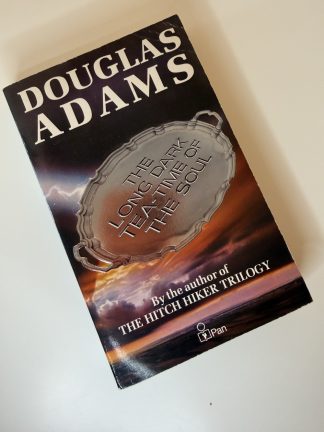 DOUGLAS
ADAMS
THE
LONG DARK
TEA-TIME OF
THE SOUL
By the author of
THE HITCH HIKER TRILOGY
Pan